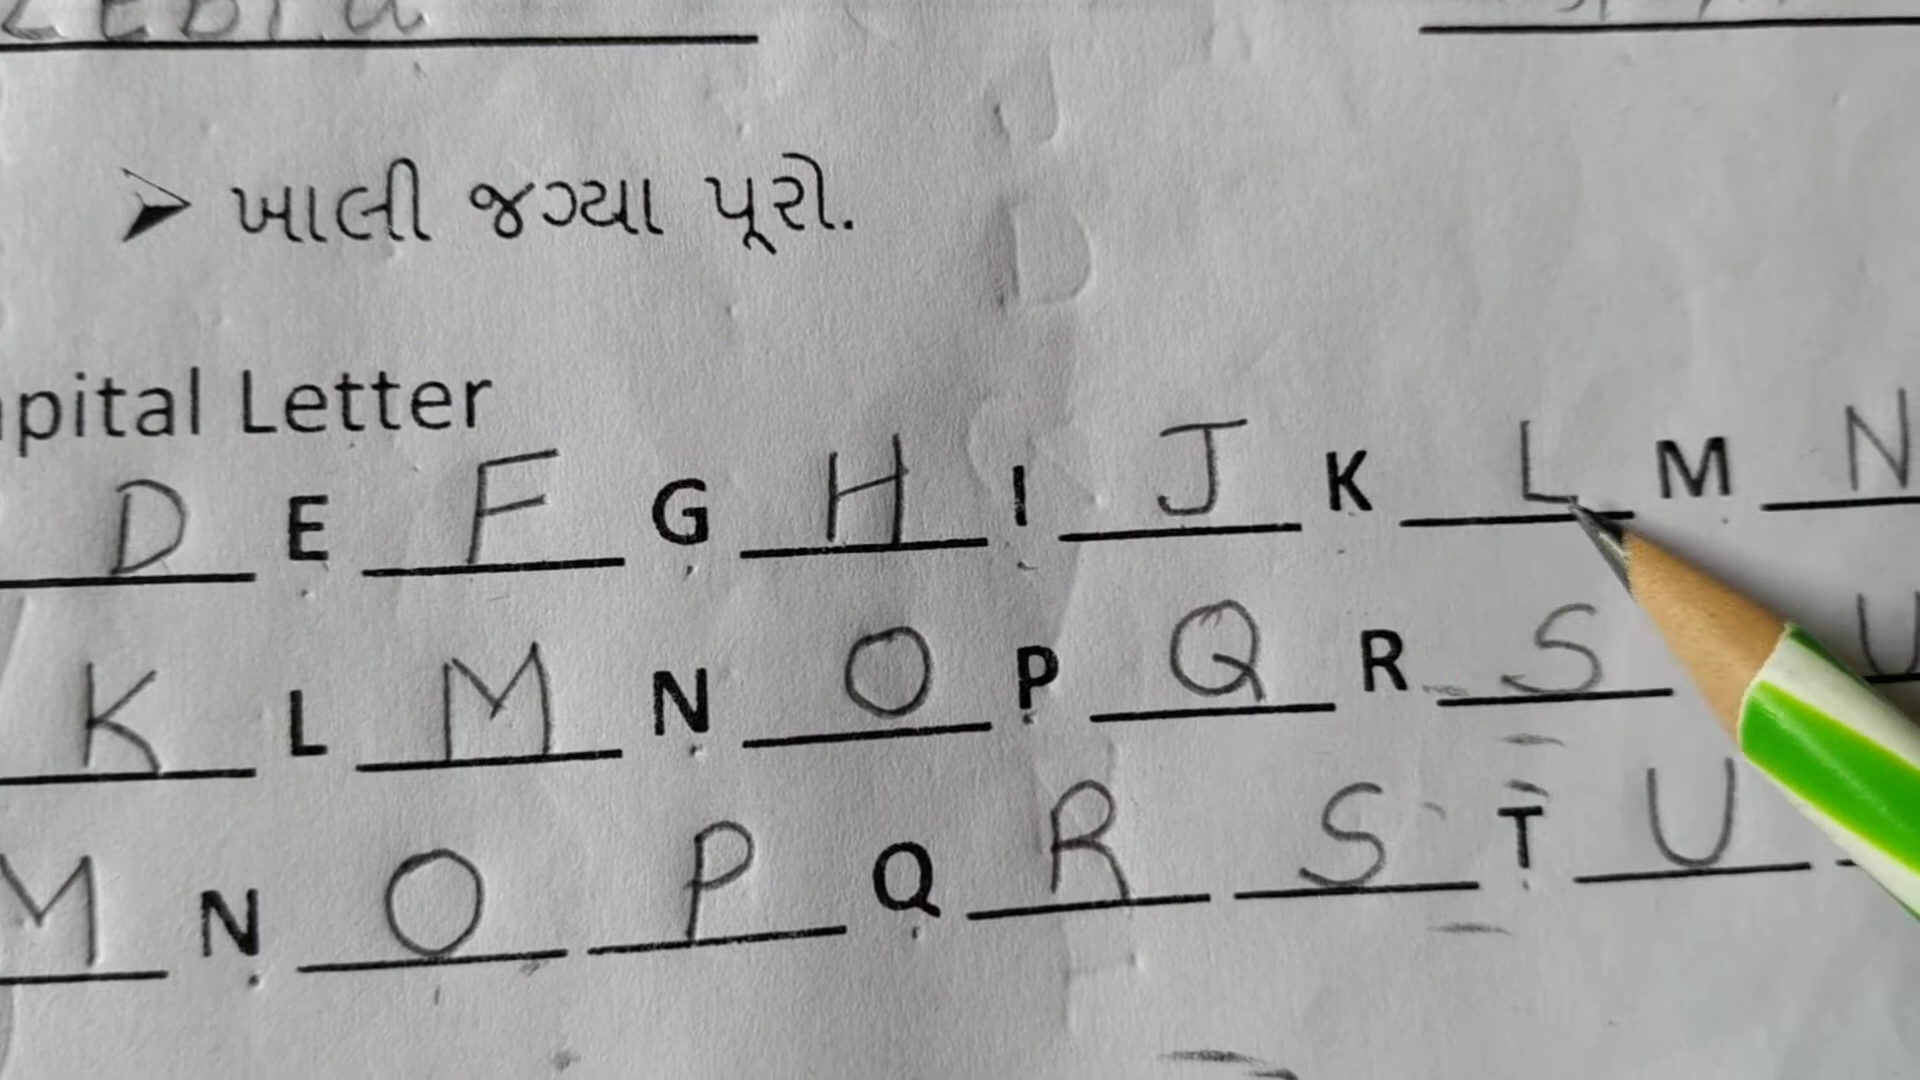 ➢ ખાલી જગ્યા પૂરો.
pital Letter
D E F G H I J K L M N
K L M N O P Q R S U
M N O P Q R S T U